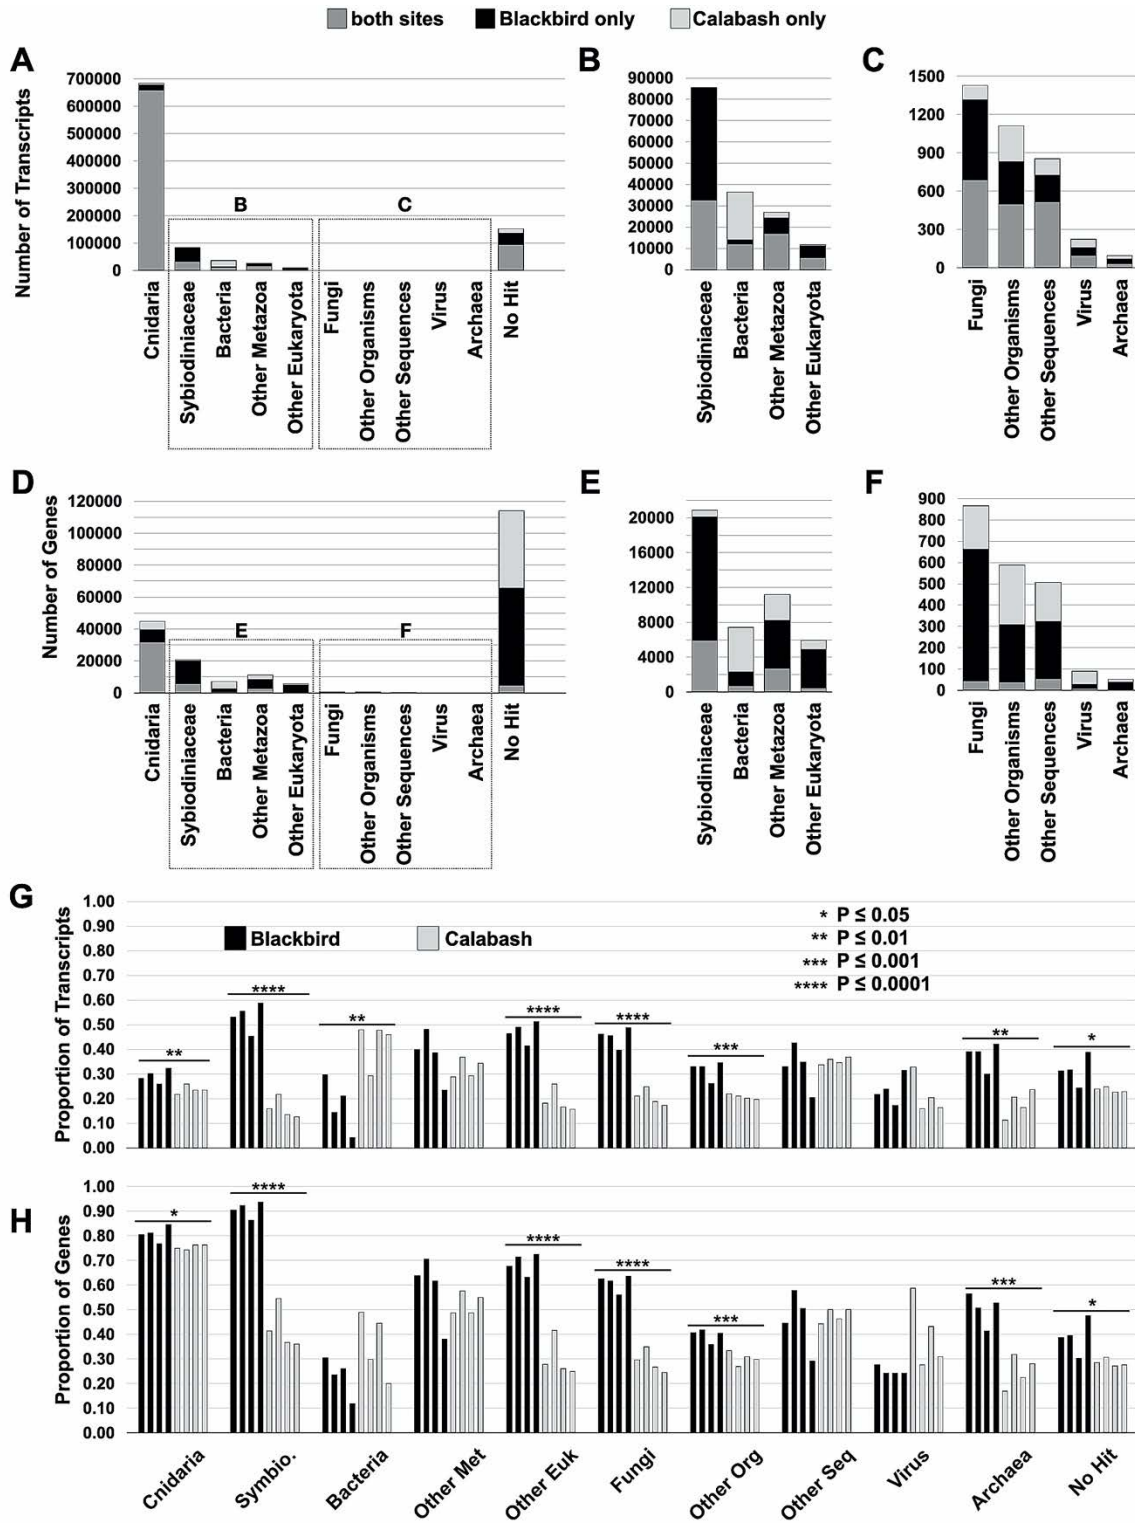 both sites Blackbird only Calabash only
A
Number of Transcripts
700000
600000
500000
400000
300000
200000
100000
0
B
C
Cnidaria
Sybiodiniaceae
Bacteria
Other Metazoa
Other Eukaryota
Fungi
Other Organisms
Other Sequences
Virus
Archaea
No Hit
B
90000
80000
70000
60000
50000
40000
30000
20000
10000
0
Sybiodiniaceae
Bacteria
Other Metazoa
Other Eukaryota
C
1500
1200
900
600
300
0
Fungi
Other Organisms
Other Sequences
Virus
Archaea
D
Number of Genes
120000
100000
80000
60000
40000
20000
0
E
F
Cnidaria
Sybiodiniaceae
Bacteria
Other Metazoa
Other Eukaryota
Fungi
Other Organisms
Other Sequences
Virus
Archaea
No Hit
E
20000
16000
12000
8000
4000
0
Sybiodiniaceae
Bacteria
Other Metazoa
Other Eukaryota
F
900
800
700
600
500
400
300
200
100
0
Fungi
Other Organisms
Other Sequences
Virus
Archaea
G
Proportion of Transcripts
1.00
0.90
0.80
0.70
0.60
0.50
0.40
0.30
0.20
0.10
0.00
Blackbird Calabash
* P ≤ 0.05
** P ≤ 0.01
*** P ≤ 0.001
**** P ≤ 0.0001
** **** ** **** **** *** ** *
H
Proportion of Genes
1.00
0.90
0.80
0.70
0.60
0.50
0.40
0.30
0.20
0.10
0.00
* **** **** **** *** *** *
Cnidaria
Symbio.
Bacteria
Other Met
Other Euk
Fungi
Other Org
Other Seq
Virus
Archaea
No Hit